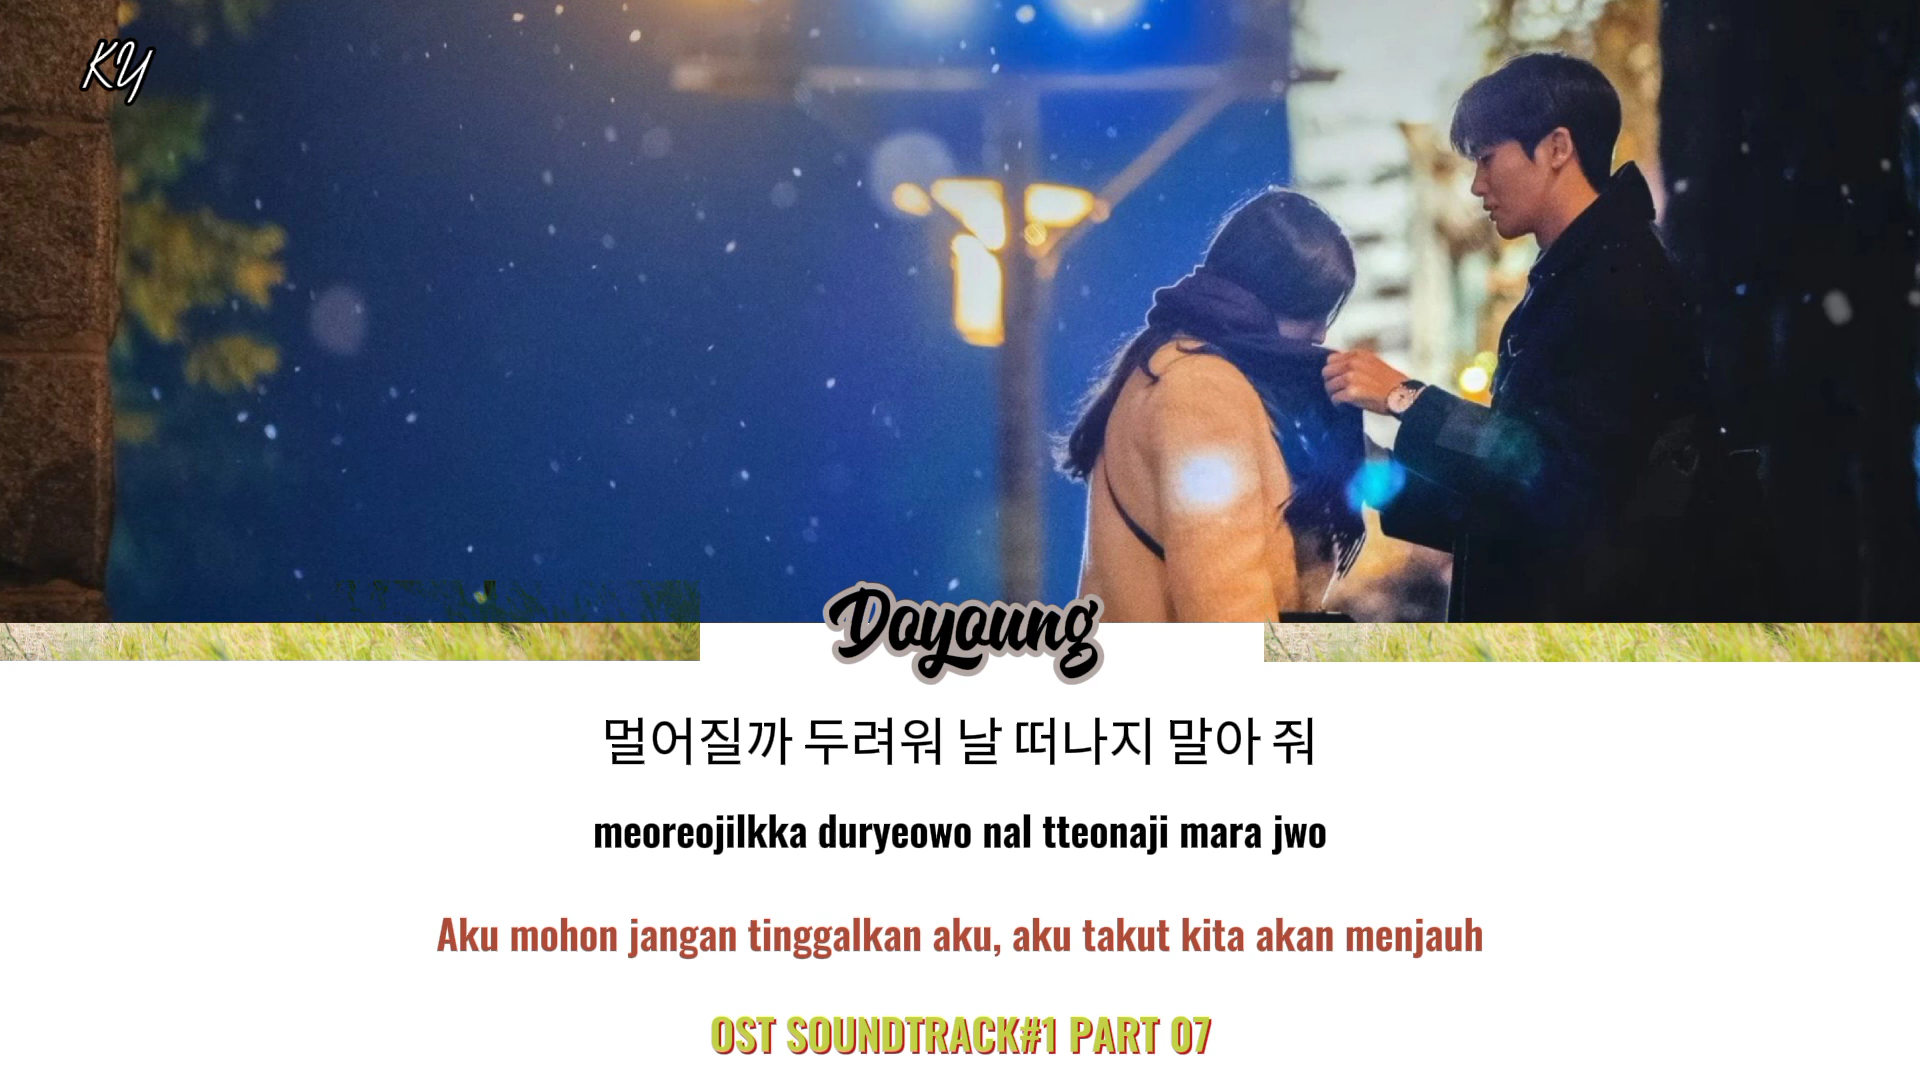 KY
Doyoung
멀어질까 두려워 날 떠나지 말아 줘
meoreojilkka duryeowo nal tteonaji mara jwo
Aku mohon jangan tinggalkan aku, aku takut kita akan menjauh
OST SOUNDTRACK#1 PART 07